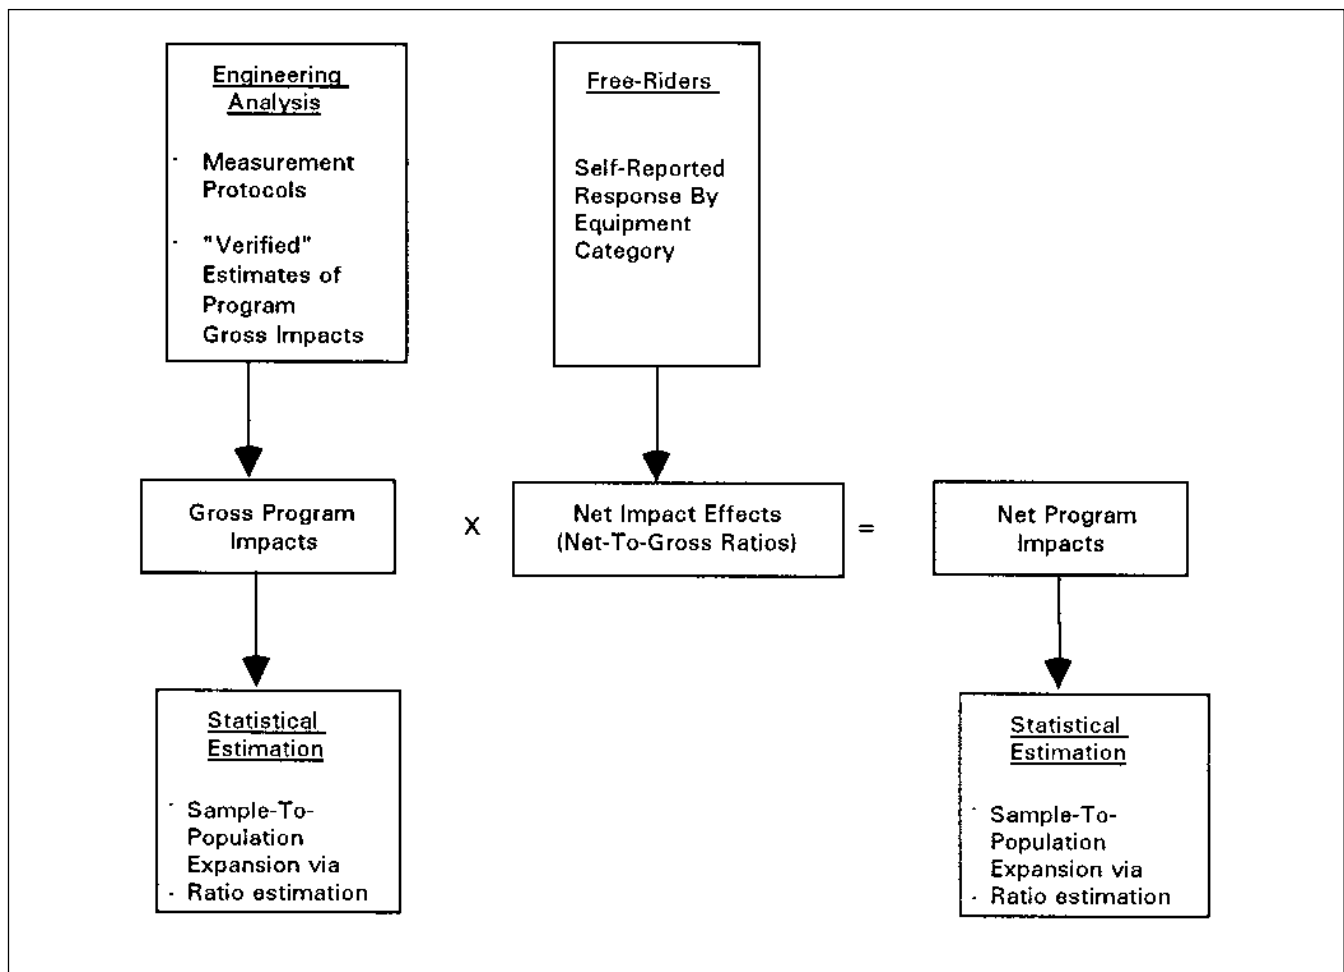 Engineering
Analysis
· Measurement
Protocols
· "Verified"
Estimates of
Program
Gross Impacts
Free-Riders
Self-Reported
Response By
Equipment
Category
Gross Program
Impacts
X
Net Impact Effects
(Net-To-Gross Ratios)
=
Net Program
Impacts
Statistical
Estimation
· Sample-To-
Population
Expansion via
· Ratio estimation
Statistical
Estimation
· Sample-To-
Population
Expansion via
· Ratio estimation